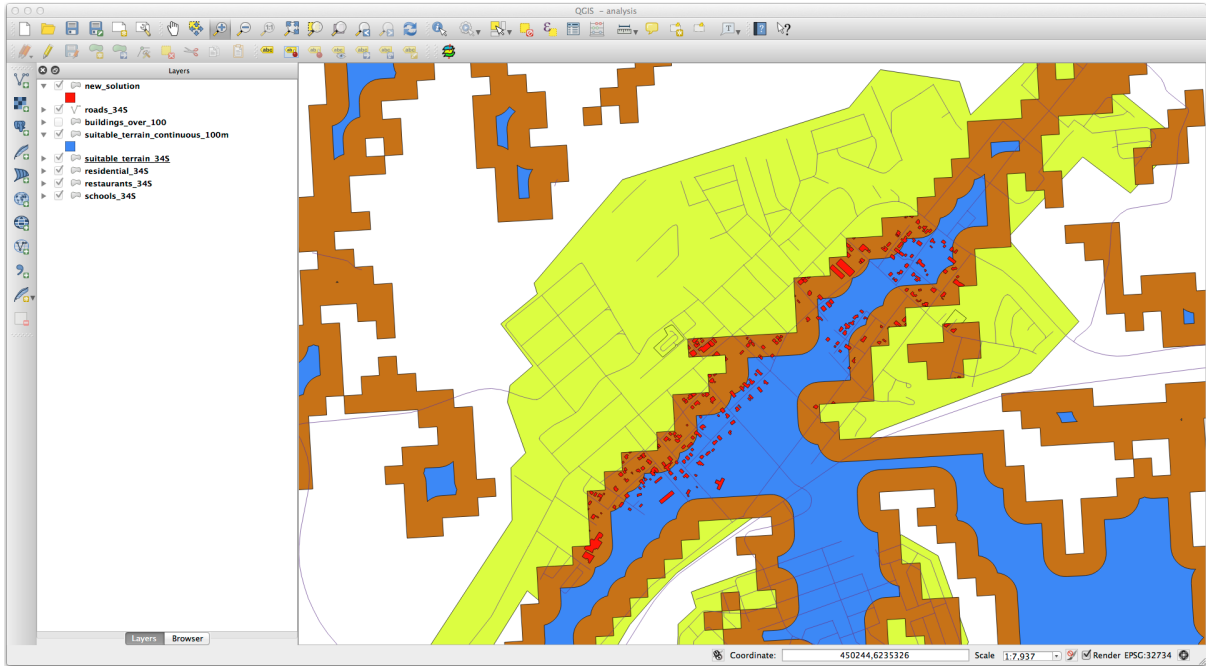 QGIS - analysis
Layers
new_solution
roads_34S
buildings_over_100
suitable_terrain_continuous_100m
suitable_terrain_34S
residential_34S
restaurants_34S
schools_34S
Layers Browser
Coordinate: 450244,6235326 Scale 1:7,937 Render EPSG:32734